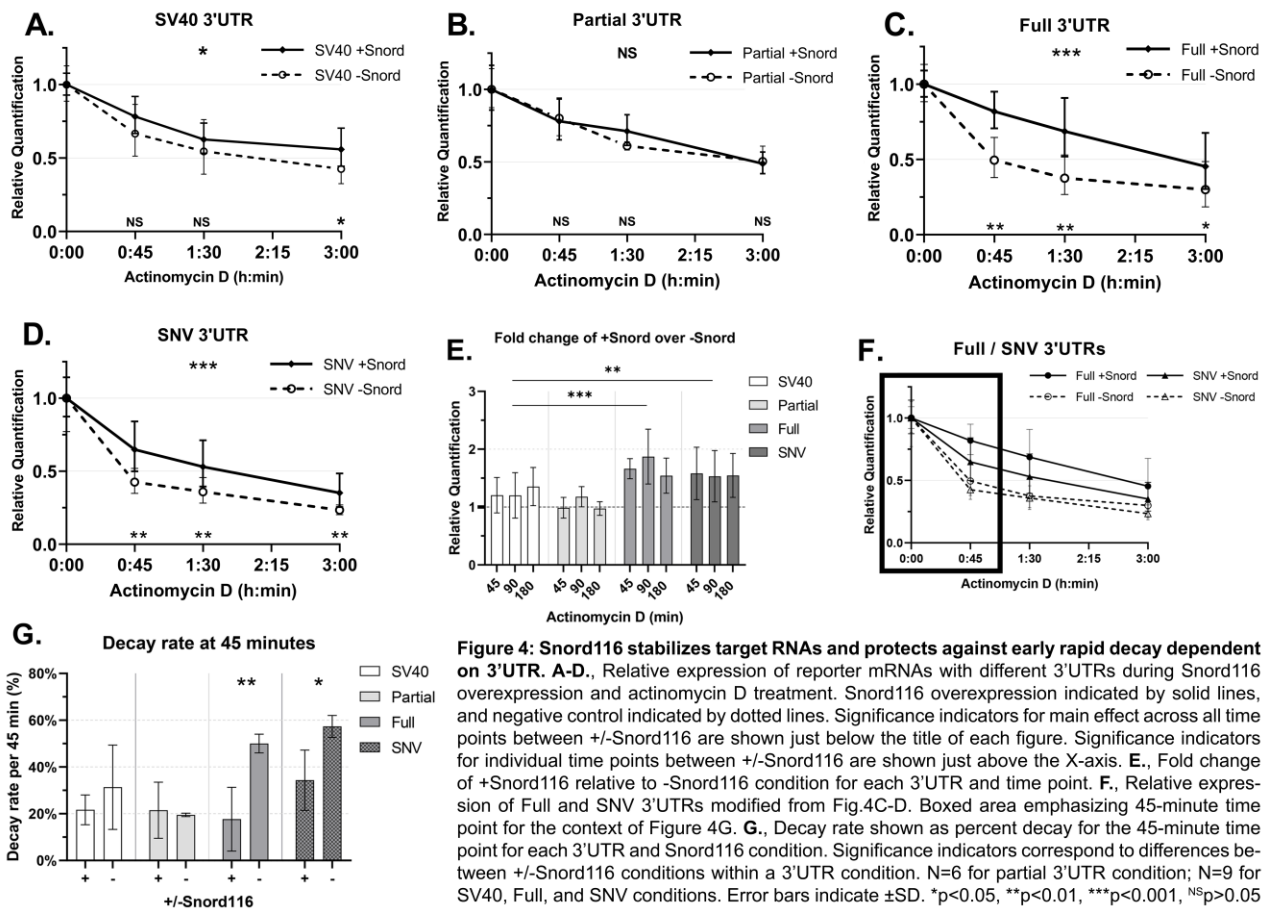 A.
SV40 3'UTR
*
SV40 +Snord
SV40 -Snord
Relative Quantification
1.0
0.5
0.0
NS NS *
0:00 0:45 1:30 2:15 3:00
Actinomycin D (h:min)
B.
Partial 3'UTR
NS
Partial +Snord
Partial -Snord
Relative Quantification
1.0
0.5
0.0
NS NS NS
0:00 0:45 1:30 2:15 3:00
Actinomycin D (h:min)
C.
Full 3'UTR
***
Full +Snord
Full -Snord
Relative Quantification
1.0
0.5
0.0
** ** *
0:00 0:45 1:30 2:15 3:00
Actinomycin D (h:min)
D.
SNV 3'UTR
***
SNV +Snord
SNV -Snord
Relative Quantification
1.0
0.5
0.0
** ** **
0:00 0:45 1:30 2:15 3:00
Actinomycin D (h:min)
E.
Fold change of +Snord over -Snord
**
***
SV40
Partial
Full
SNV
Relative Quantification
3
2
1
0
45 90 180 45 90 180 45 90 180 45 90 180
Actinomycin D (min)
F.
Full / SNV 3'UTRs
Full +Snord SNV +Snord
Full -Snord SNV -Snord
Relative Quantification
1.0
0.5
0.0
0:00 0:45 1:30 2:15 3:00
Actinomycin D (h:min)
G.
Decay rate at 45 minutes
** *
SV40
Partial
Full
SNV
Decay rate per 45 min (%)
80%
60%
40%
20%
0%
+ - + - + - + -
+/-Snord116
Figure 4: Snord116 stabilizes target RNAs and protects against early rapid decay dependent
on 3'UTR. A-D., Relative expression of reporter mRNAs with different 3'UTRs during Snord116
overexpression and actinomycin D treatment. Snord116 overexpression indicated by solid lines,
and negative control indicated by dotted lines. Significance indicators for main effect across all time
points between +/-Snord116 are shown just below the title of each figure. Significance indicators
for individual time points between +/-Snord116 are shown just above the X-axis. E., Fold change
of +Snord116 relative to -Snord116 condition for each 3'UTR and time point. F., Relative expres-
sion of Full and SNV 3'UTRs modified from Fig.4C-D. Boxed area emphasizing 45-minute time
point for the context of Figure 4G. G., Decay rate shown as percent decay for the 45-minute time
point for each 3'UTR and Snord116 condition. Significance indicators correspond to differences be-
tween +/-Snord116 conditions within a 3'UTR condition. N=6 for partial 3'UTR condition; N=9 for
SV40, Full, and SNV conditions. Error bars indicate ±SD. *p<0.05, **p<0.01, ***p<0.001, NSp>0.05